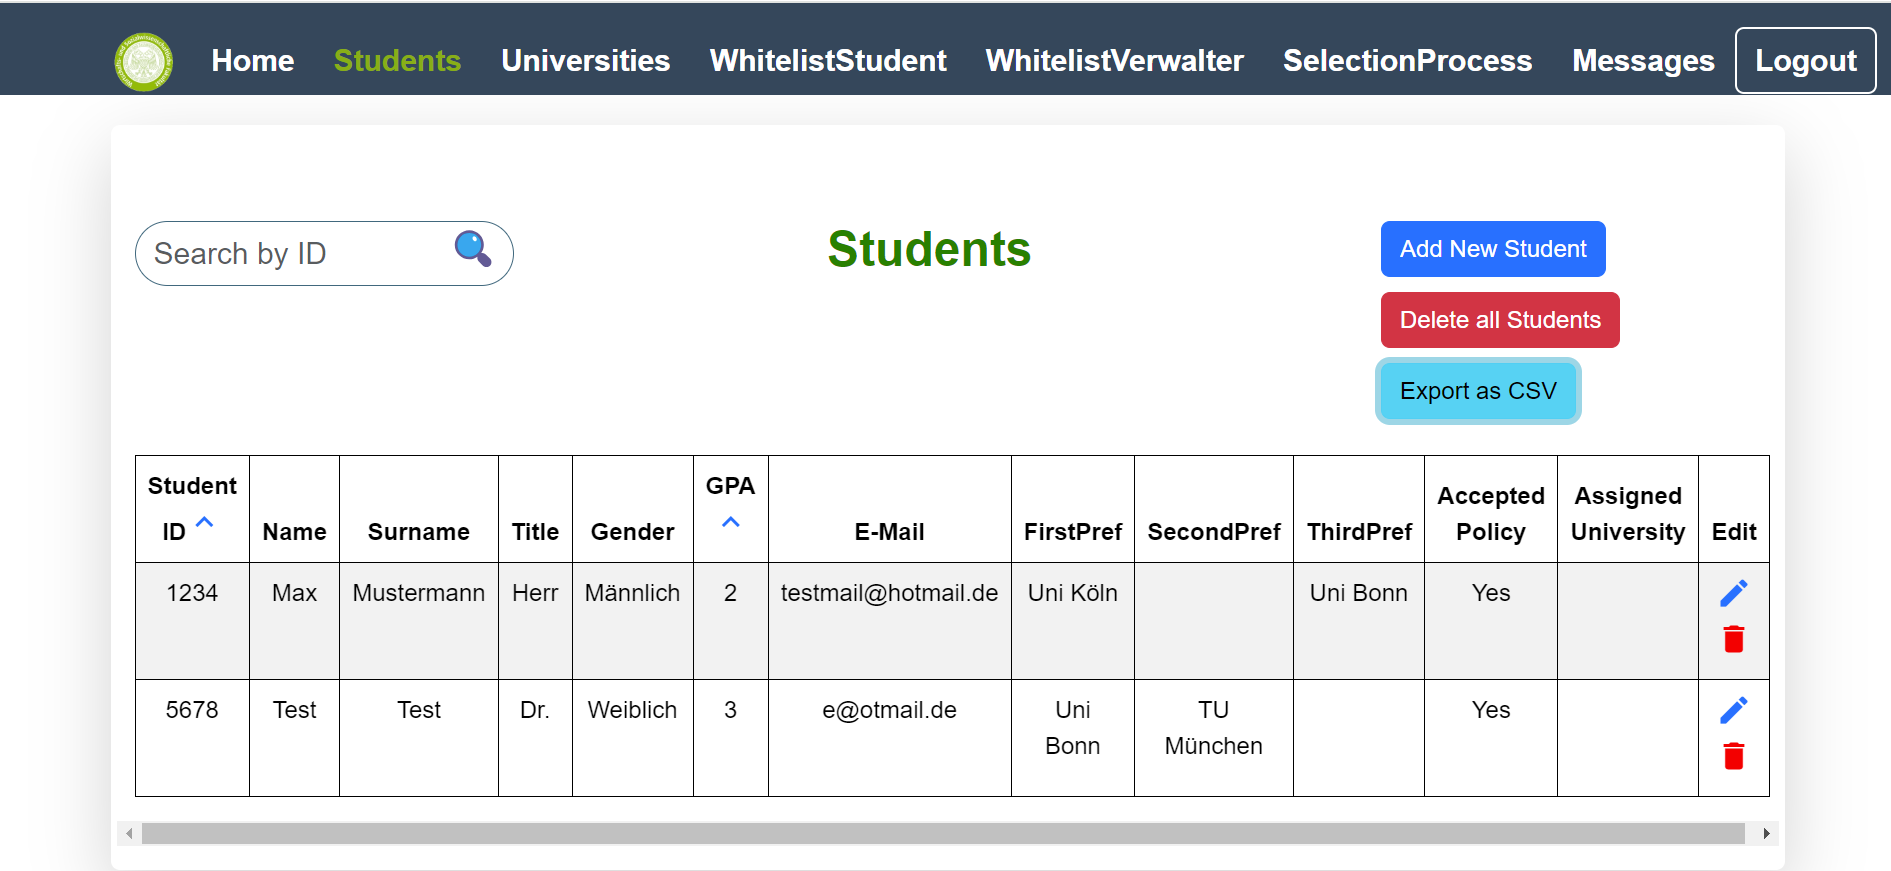 Home Students Universities WhitelistStudent WhitelistVerwalter SelectionProcess Messages Logout
Search by ID
Students
Add New Student
Delete all Students
Export as CSV
Student ID Name Surname Title Gender GPA E-Mail FirstPref SecondPref ThirdPref Accepted Policy Assigned University Edit
1234 Max Mustermann Herr Männlich 2 testmail@hotmail.de Uni Köln Uni Bonn Yes
5678 Test Test Dr. Weiblich 3 e@otmail.de Uni Bonn TU München Yes